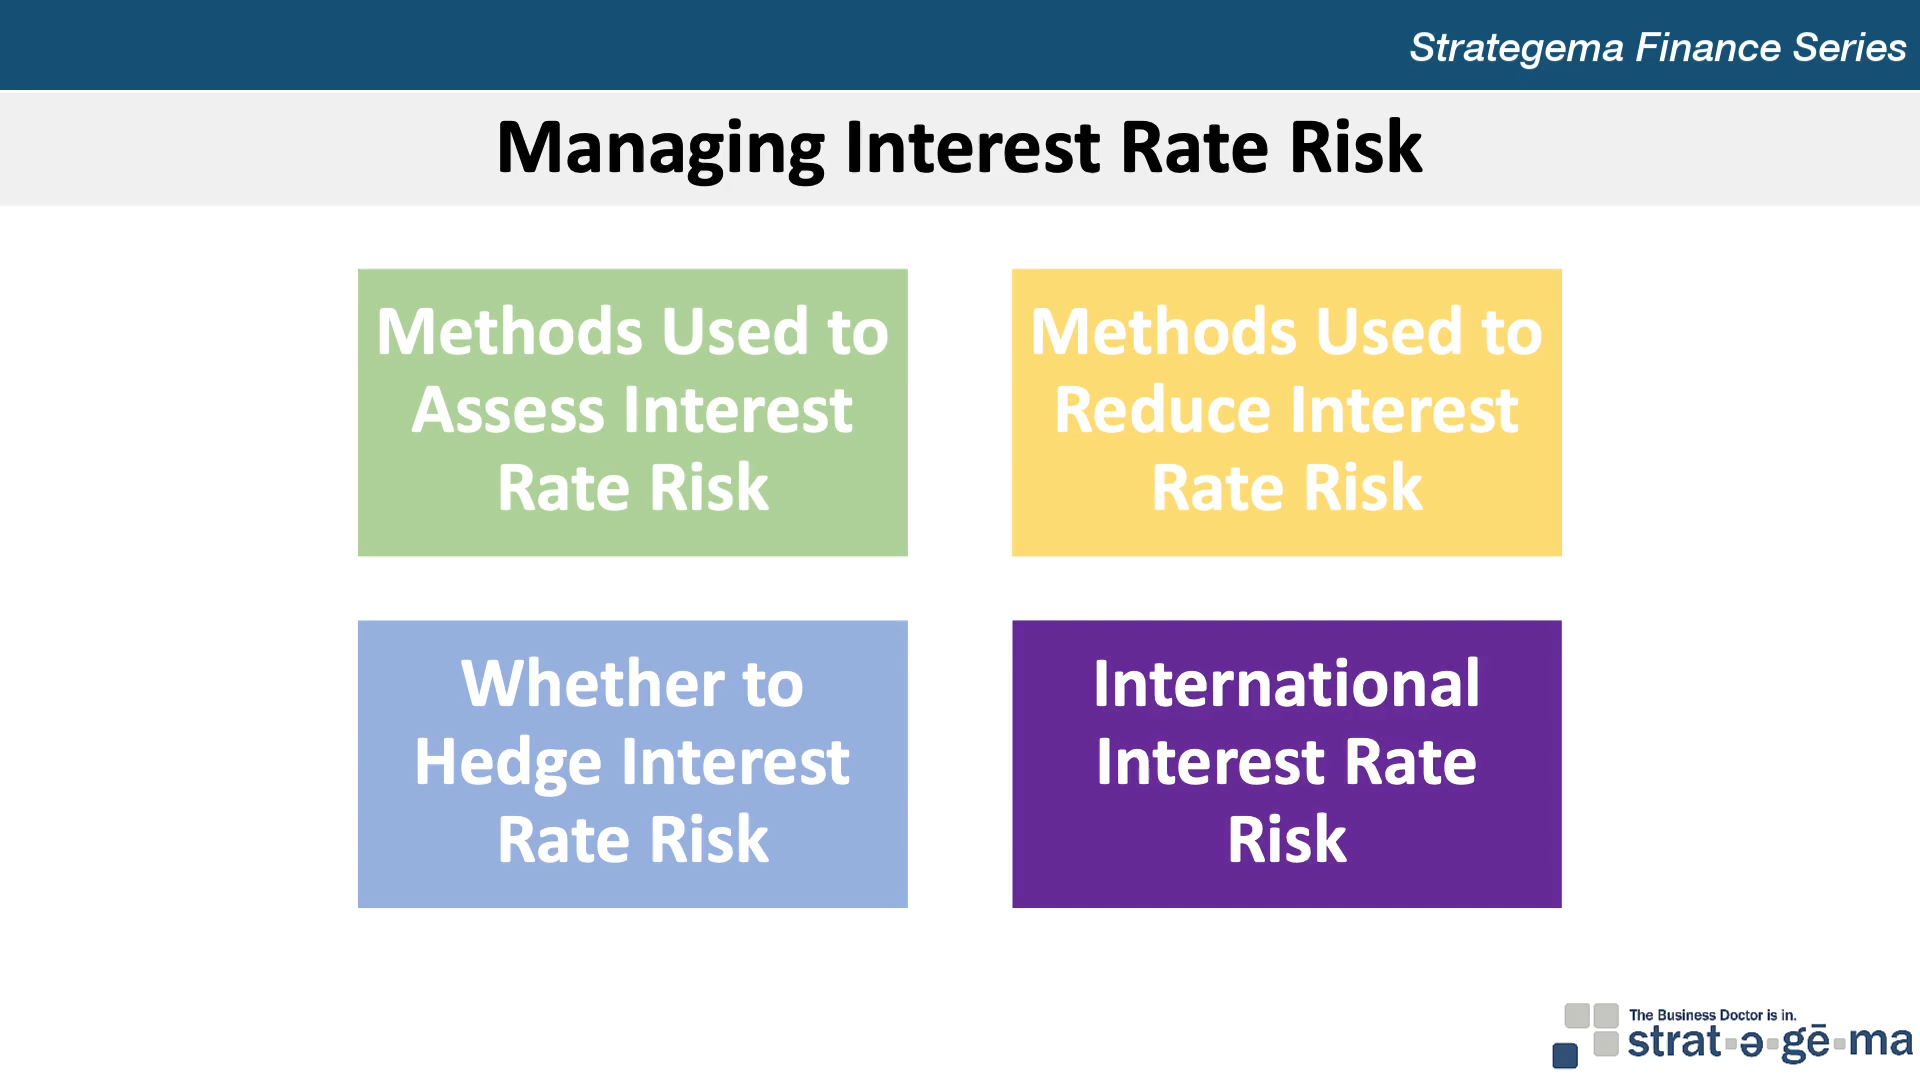 Strategema Finance Series
Managing Interest Rate Risk
Methods Used to
Assess Interest
Rate Risk
Methods Used to
Reduce Interest
Rate Risk
Whether to
Hedge Interest
Rate Risk
International
Interest Rate
Risk
The Business Doctor is in.
strat▪ə▪gē▪ma